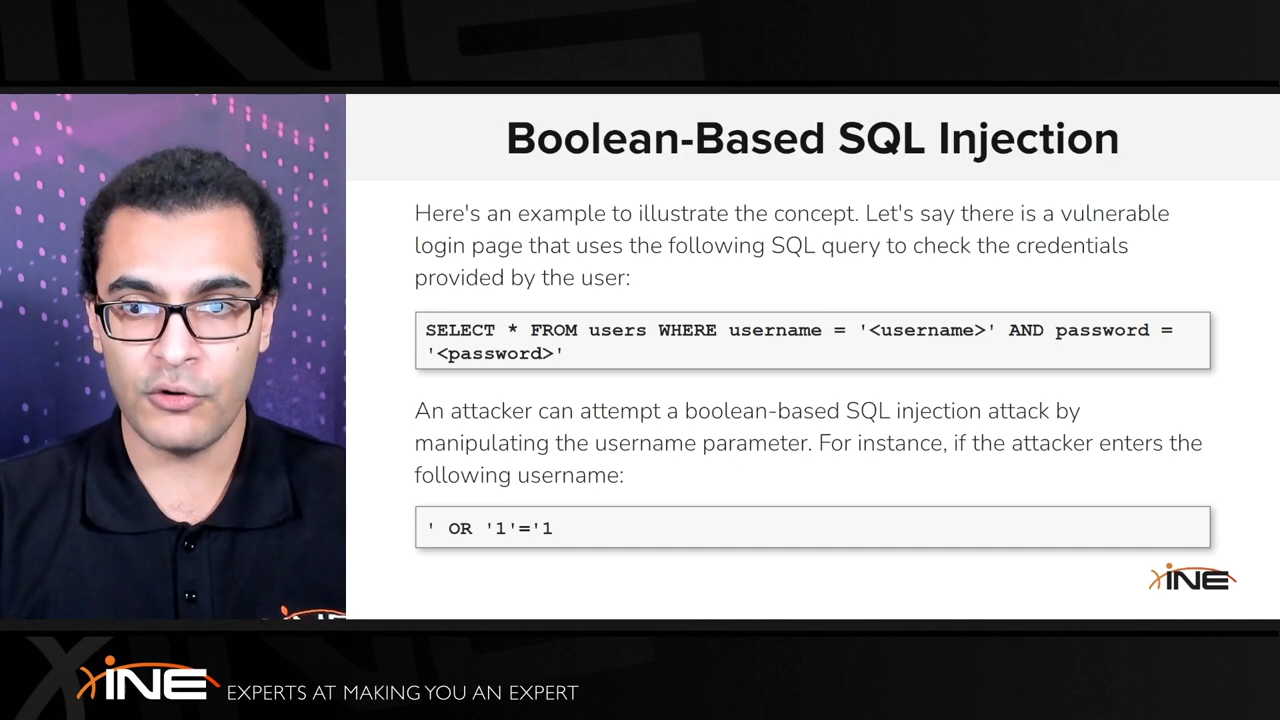 Boolean-Based SQL Injection
Here's an example to illustrate the concept. Let's say there is a vulnerable
login page that uses the following SQL query to check the credentials
provided by the user:
SELECT * FROM users WHERE username = '<username>' AND password =
'<password>'
An attacker can attempt a boolean-based SQL injection attack by
manipulating the username parameter. For instance, if the attacker enters the
following username:
' OR '1'='1
INE
INE EXPERTS AT MAKING YOU AN EXPERT